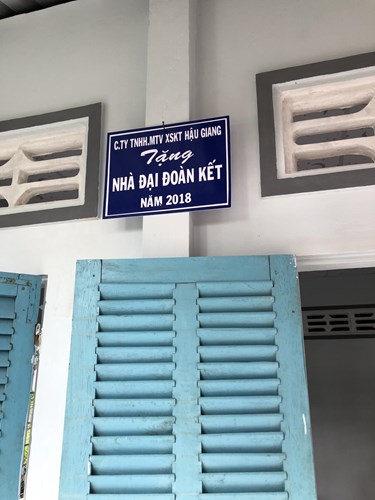 C.TY TNHH.MTV XSKT HẬU GIANG
Tặng
NHÀ ĐẠI ĐOÀN KẾT
NĂM 2018